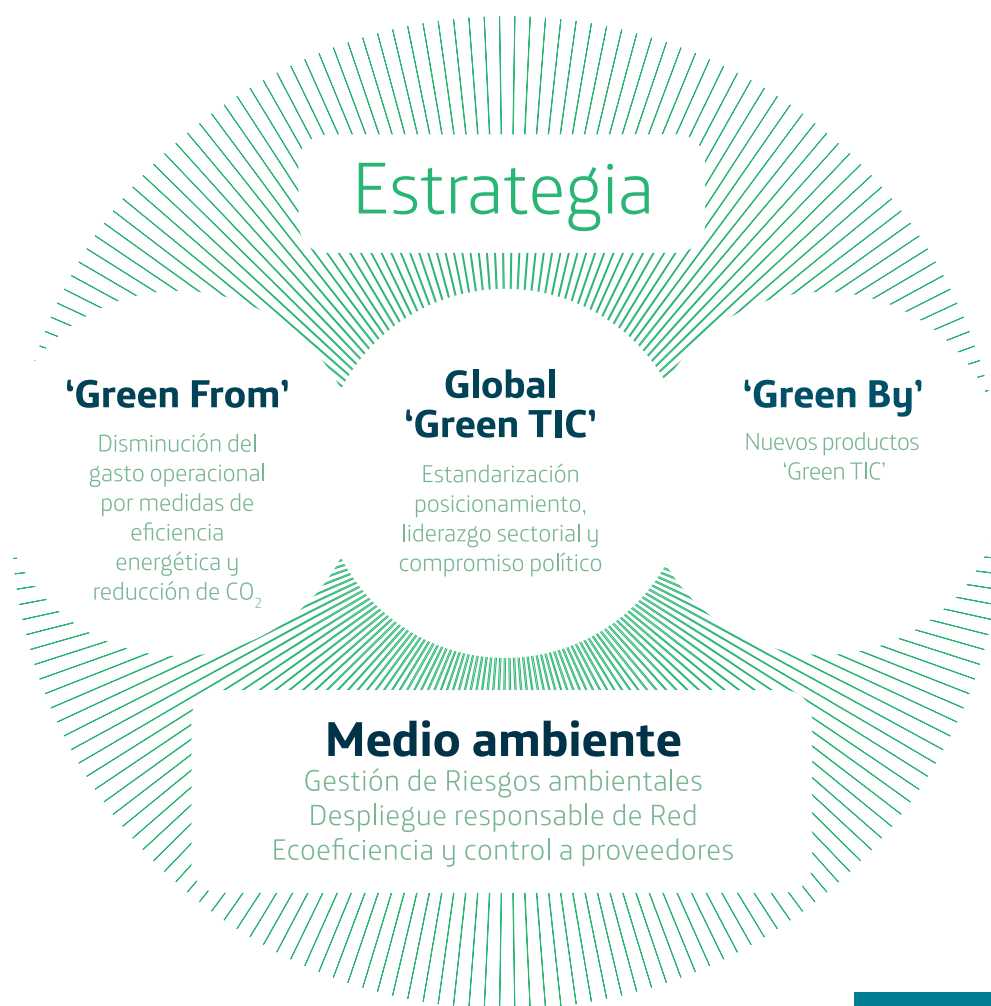 Estrategia
‘Green From’
Disminución del
gasto operacional
por medidas de
eficiencia
energética y
reducción de CO₂
Global
‘Green TIC’
Estandarización
posicionamiento,
liderazgo sectorial y
compromiso político
‘Green By’
Nuevos productos
‘Green TIC’
Medio ambiente
Gestión de Riesgos ambientales
Despliegue responsable de Red
Ecoeficiencia y control a proveedores